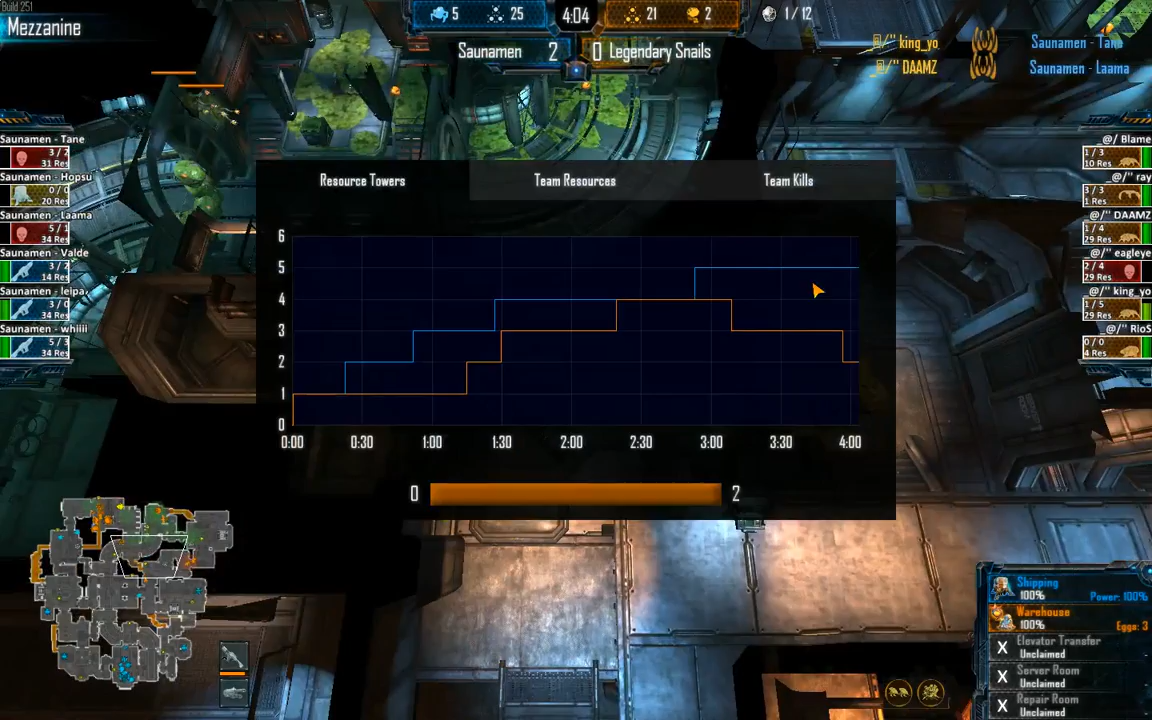 Build 251
Mezzanine
5 25 4:04 21 2 1 / 12
Saunamen 2 0 Legendary Snails
_@/" king_yo Saunamen - Tane
_@/" DAAMZ Saunamen - Laama
Saunamen - Tane
3 / 2
31 Res
Saunamen - Hopsu
0 / 0
20 Res
Saunamen - Laama
5 / 1
34 Res
Saunamen - Valde
3 / 2
14 Res
Saunamen - leipa
3 / 0
34 Res
Saunamen - whiiii
5 / 3
34 Res
Resource Towers Team Resources Team Kills
6
5
4
3
2
1
0
0:00 0:30 1:00 1:30 2:00 2:30 3:00 3:30 4:00
0 2
_@/ Blame
1 / 3
10 Res
_@/" ray
3 / 3
1 Res
_@/" DAAMZ
1 / 4
29 Res
_@/" eagleye
2 / 4
29 Res
_@/" king_yo
1 / 5
29 Res
_@/" RioS
0 / 0
4 Res
Shipping
100% Power: 100%
Warehouse
100% Eggs: 3
X Elevator Transfer
Unclaimed
X Server Room
Unclaimed
X Repair Room
Unclaimed